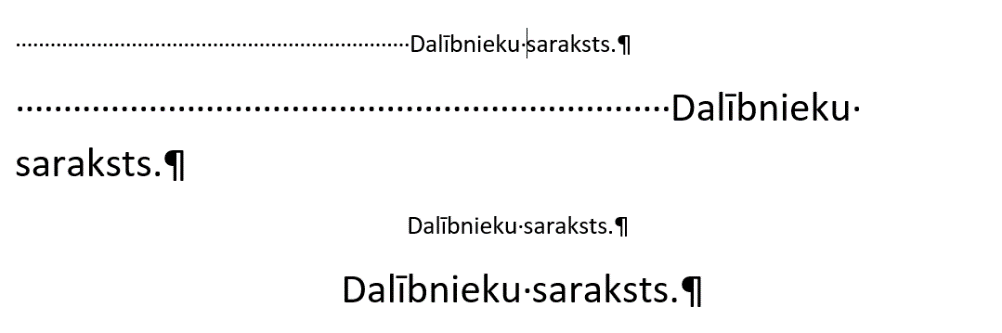 Dalībnieku saraksts.¶
Dalībnieku
saraksts.¶
Dalībnieku·saraksts.¶
Dalībnieku·saraksts.¶